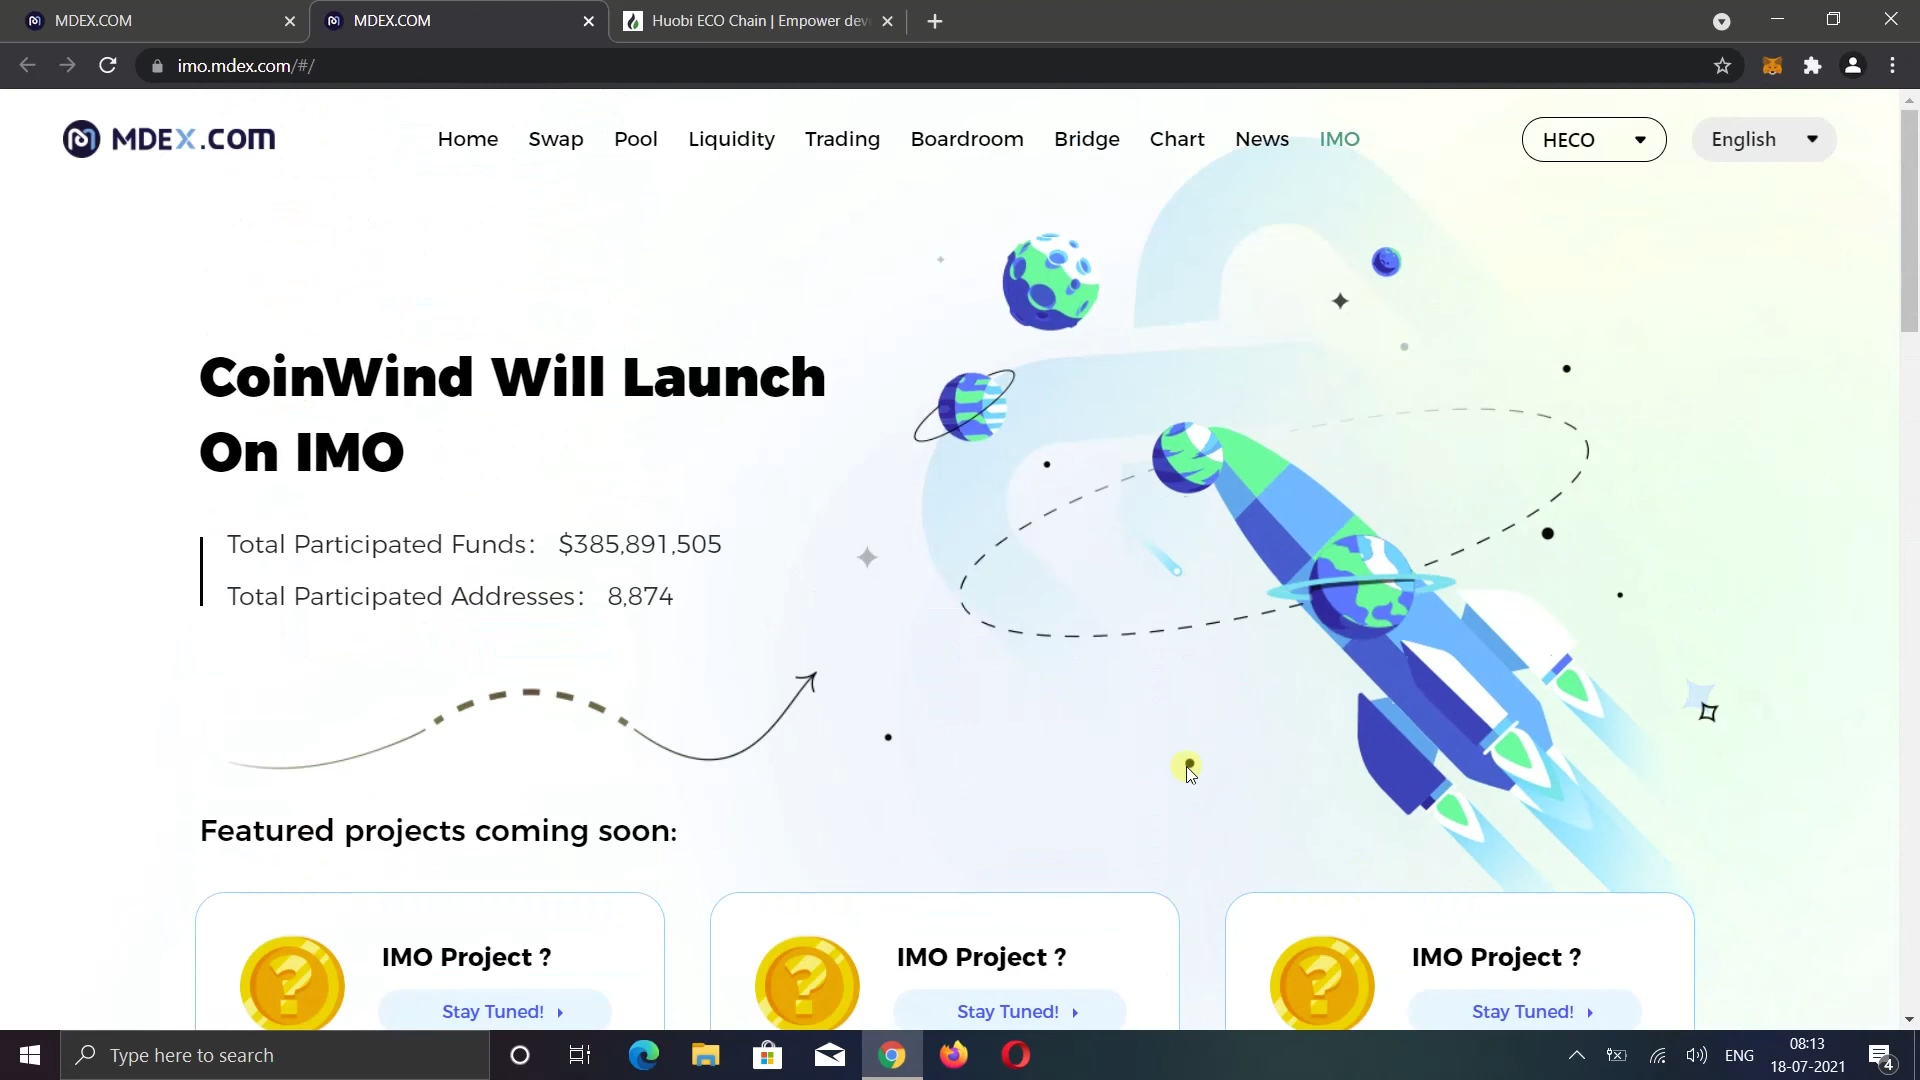 MDEX.COM
MDEX.COM
Huobi ECO Chain | Empower dev
imo.mdex.com/#/
MDEX.COM
Home Swap Pool Liquidity Trading Boardroom Bridge Chart News IMO
HECO
English
CoinWind Will Launch
On IMO
Total Participated Funds: $385,891,505
Total Participated Addresses: 8,874
Featured projects coming soon:
IMO Project ?
Stay Tuned!
IMO Project ?
Stay Tuned!
IMO Project ?
Stay Tuned!
Type here to search
ENG
08:13
18-07-2021
4